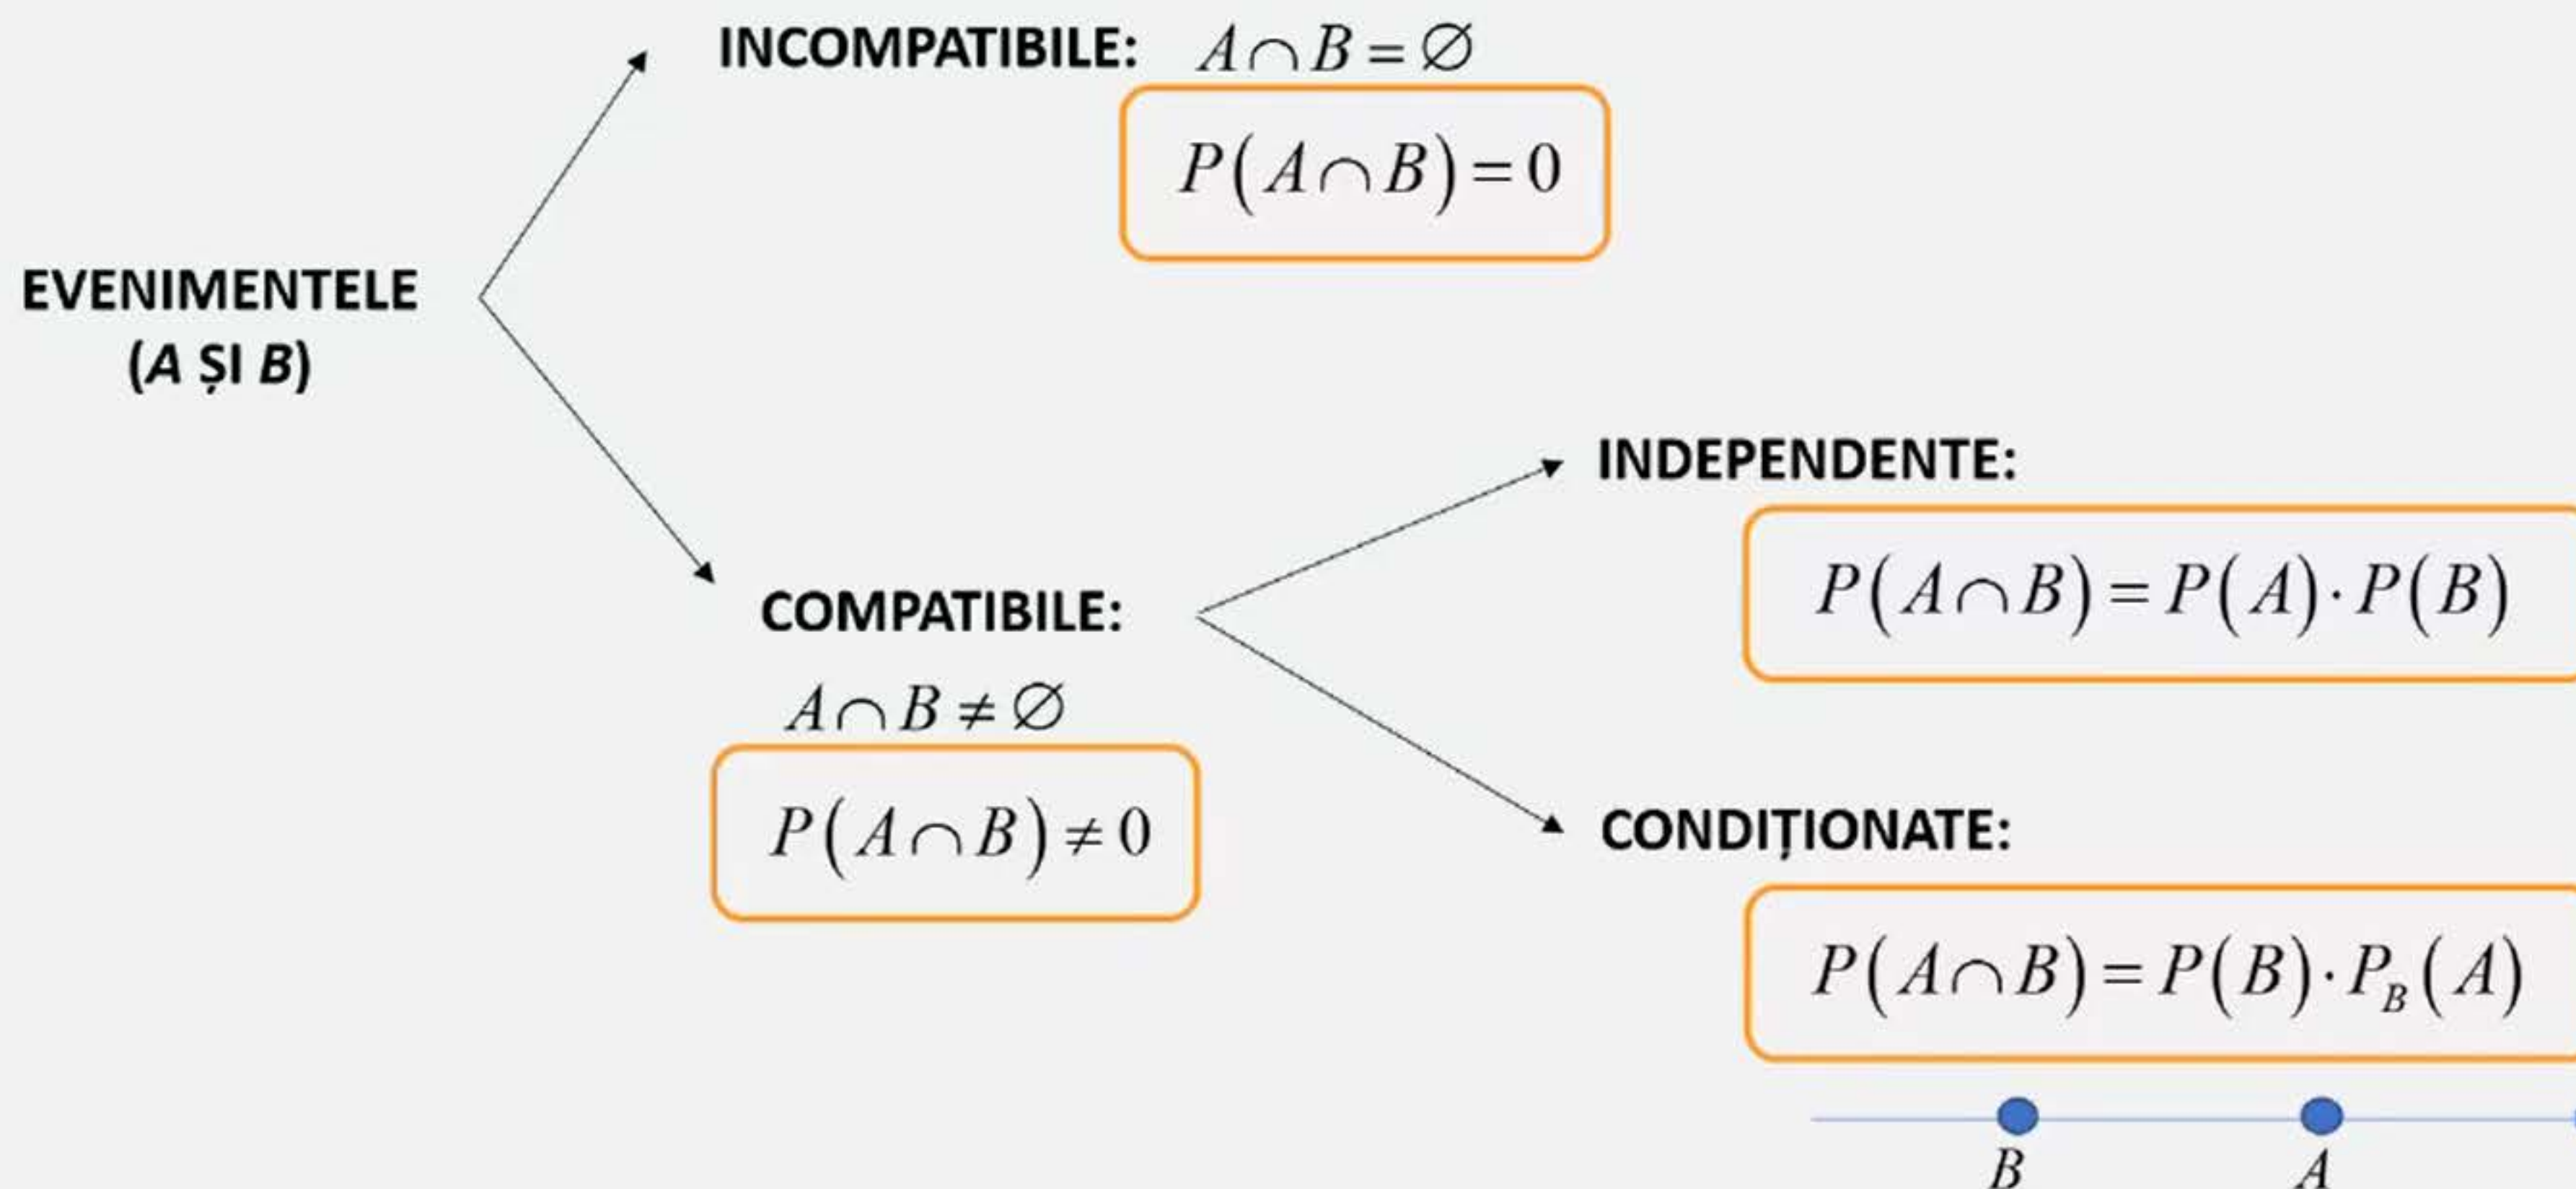 INCOMPATIBILE: A∩B=∅
P(A∩B)=0
EVENIMENTELE
(A ȘI B)
INDEPENDENTE:
P(A∩B)=P(A)·P(B)
COMPATIBILE:
A∩B≠∅
P(A∩B)≠0
CONDIȚIONATE:
P(A∩B)=P(B)·P_B(A)
B A